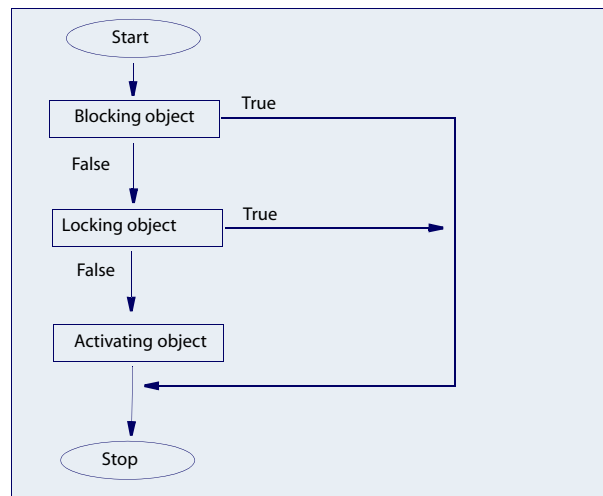 Start
Blocking object
True
False
Locking object
True
False
Activating object
Stop